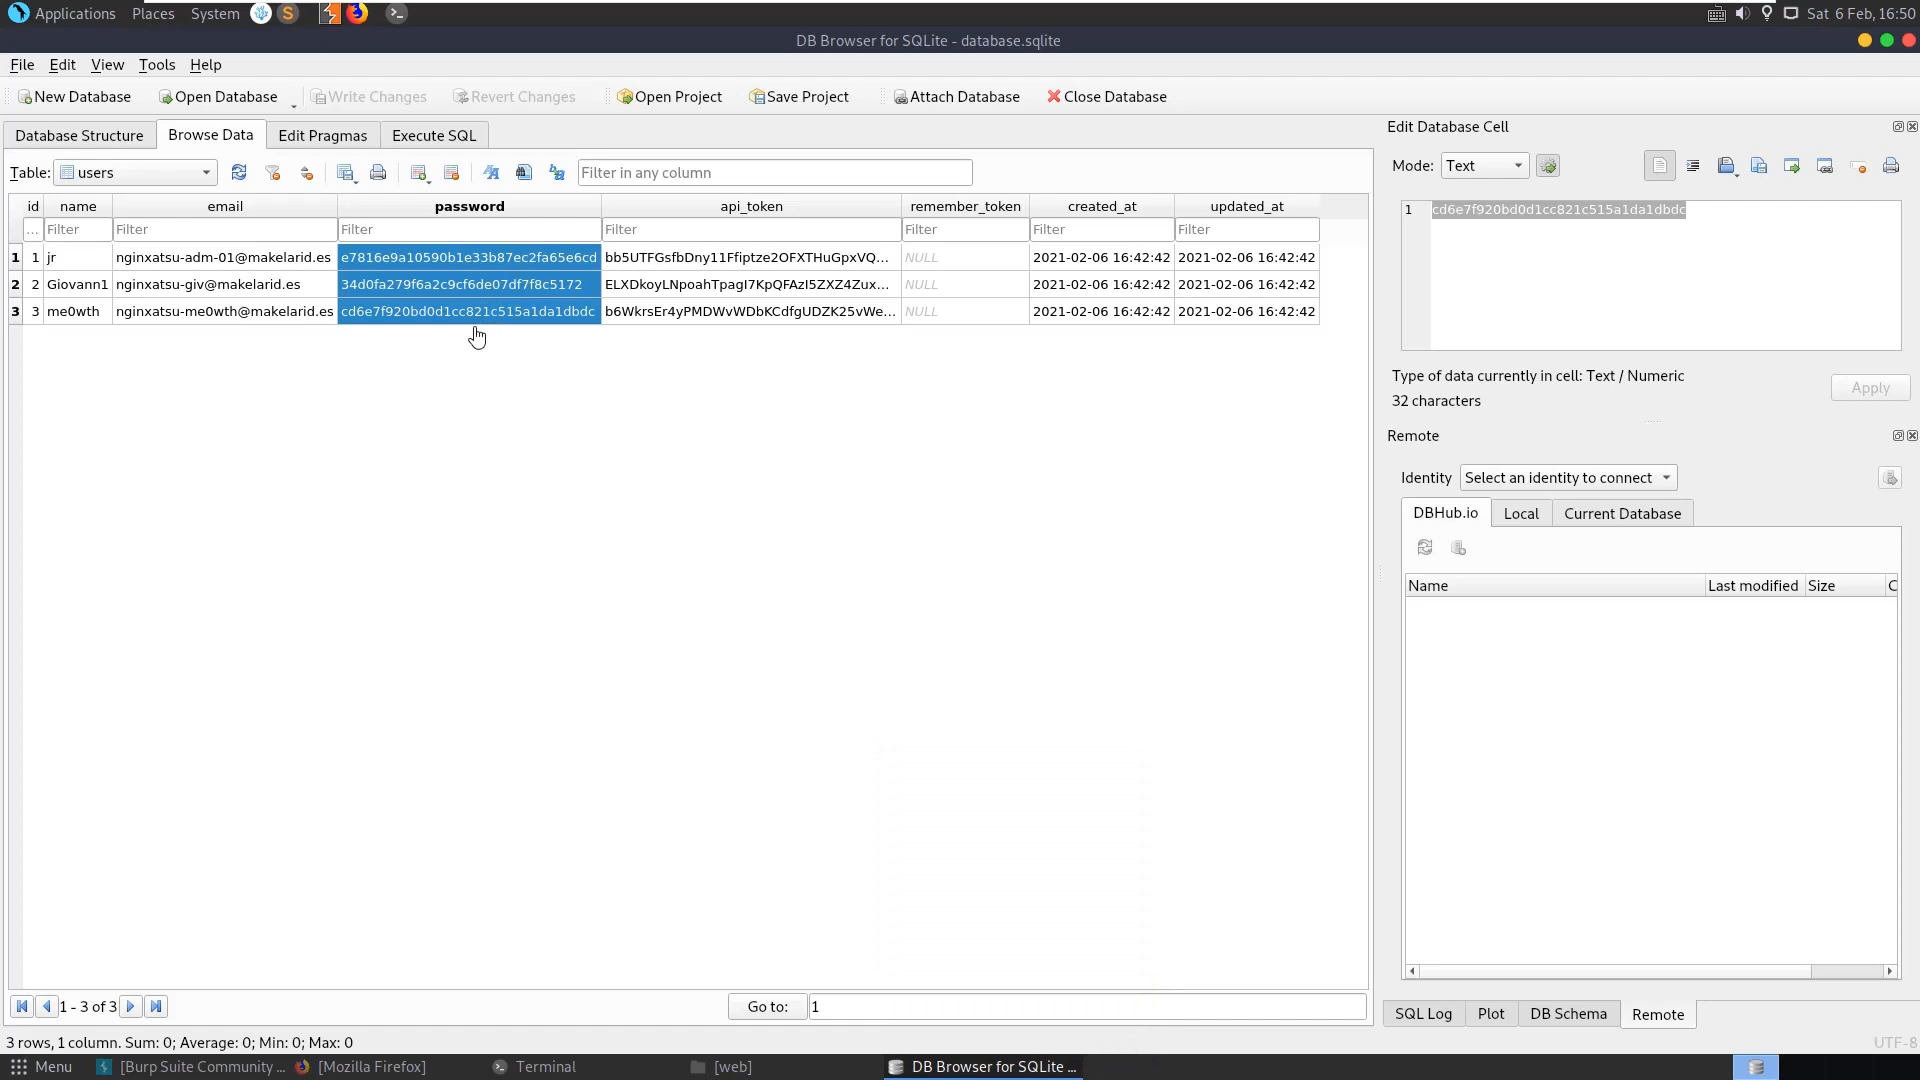 Applications Places System Sat 6 Feb, 16:50
DB Browser for SQLite - database.sqlite
File Edit View Tools Help
New Database Open Database Write Changes Revert Changes Open Project Save Project Attach Database Close Database
Database Structure Browse Data Edit Pragmas Execute SQL
Table: users Filter in any column
id name email password api_token remember_token created_at updated_at
... Filter Filter Filter Filter Filter Filter Filter
1 1 jr nginxatsu-adm-01@makelarid.es e7816e9a10590b1e33b87ec2fa65e6cd bb5UTFGsfbDny11Ffiptze2OFXTHuGpxVQ... NULL 2021-02-06 16:42:42 2021-02-06 16:42:42
2 2 Giovann1 nginxatsu-giv@makelarid.es 34d0fa279f6a2c9cf6de07df7f8c5172 ELXDkoyLNpoahTpagI7KpQFAzI5ZXZ4Zux... NULL 2021-02-06 16:42:42 2021-02-06 16:42:42
3 3 me0wth nginxatsu-me0wth@makelarid.es cd6e7f920bd0d1cc821c515a1da1dbdc b6WkrsEr4yPMDWvWDbKCdfgUDZK25vWe... NULL 2021-02-06 16:42:42 2021-02-06 16:42:42
1 - 3 of 3 Go to: 1
3 rows, 1 column. Sum: 0; Average: 0; Min: 0; Max: 0
Edit Database Cell
Mode: Text
1 cd6e7f920bd0d1cc821c515a1da1dbdc
Type of data currently in cell: Text / Numeric
32 characters
Apply
Remote
Identity Select an identity to connect
DBHub.io Local Current Database
Name Last modified Size C
SQL Log Plot DB Schema Remote
UTF-8
Menu [Burp Suite Community ... [Mozilla Firefox] Terminal [web] DB Browser for SQLite ...